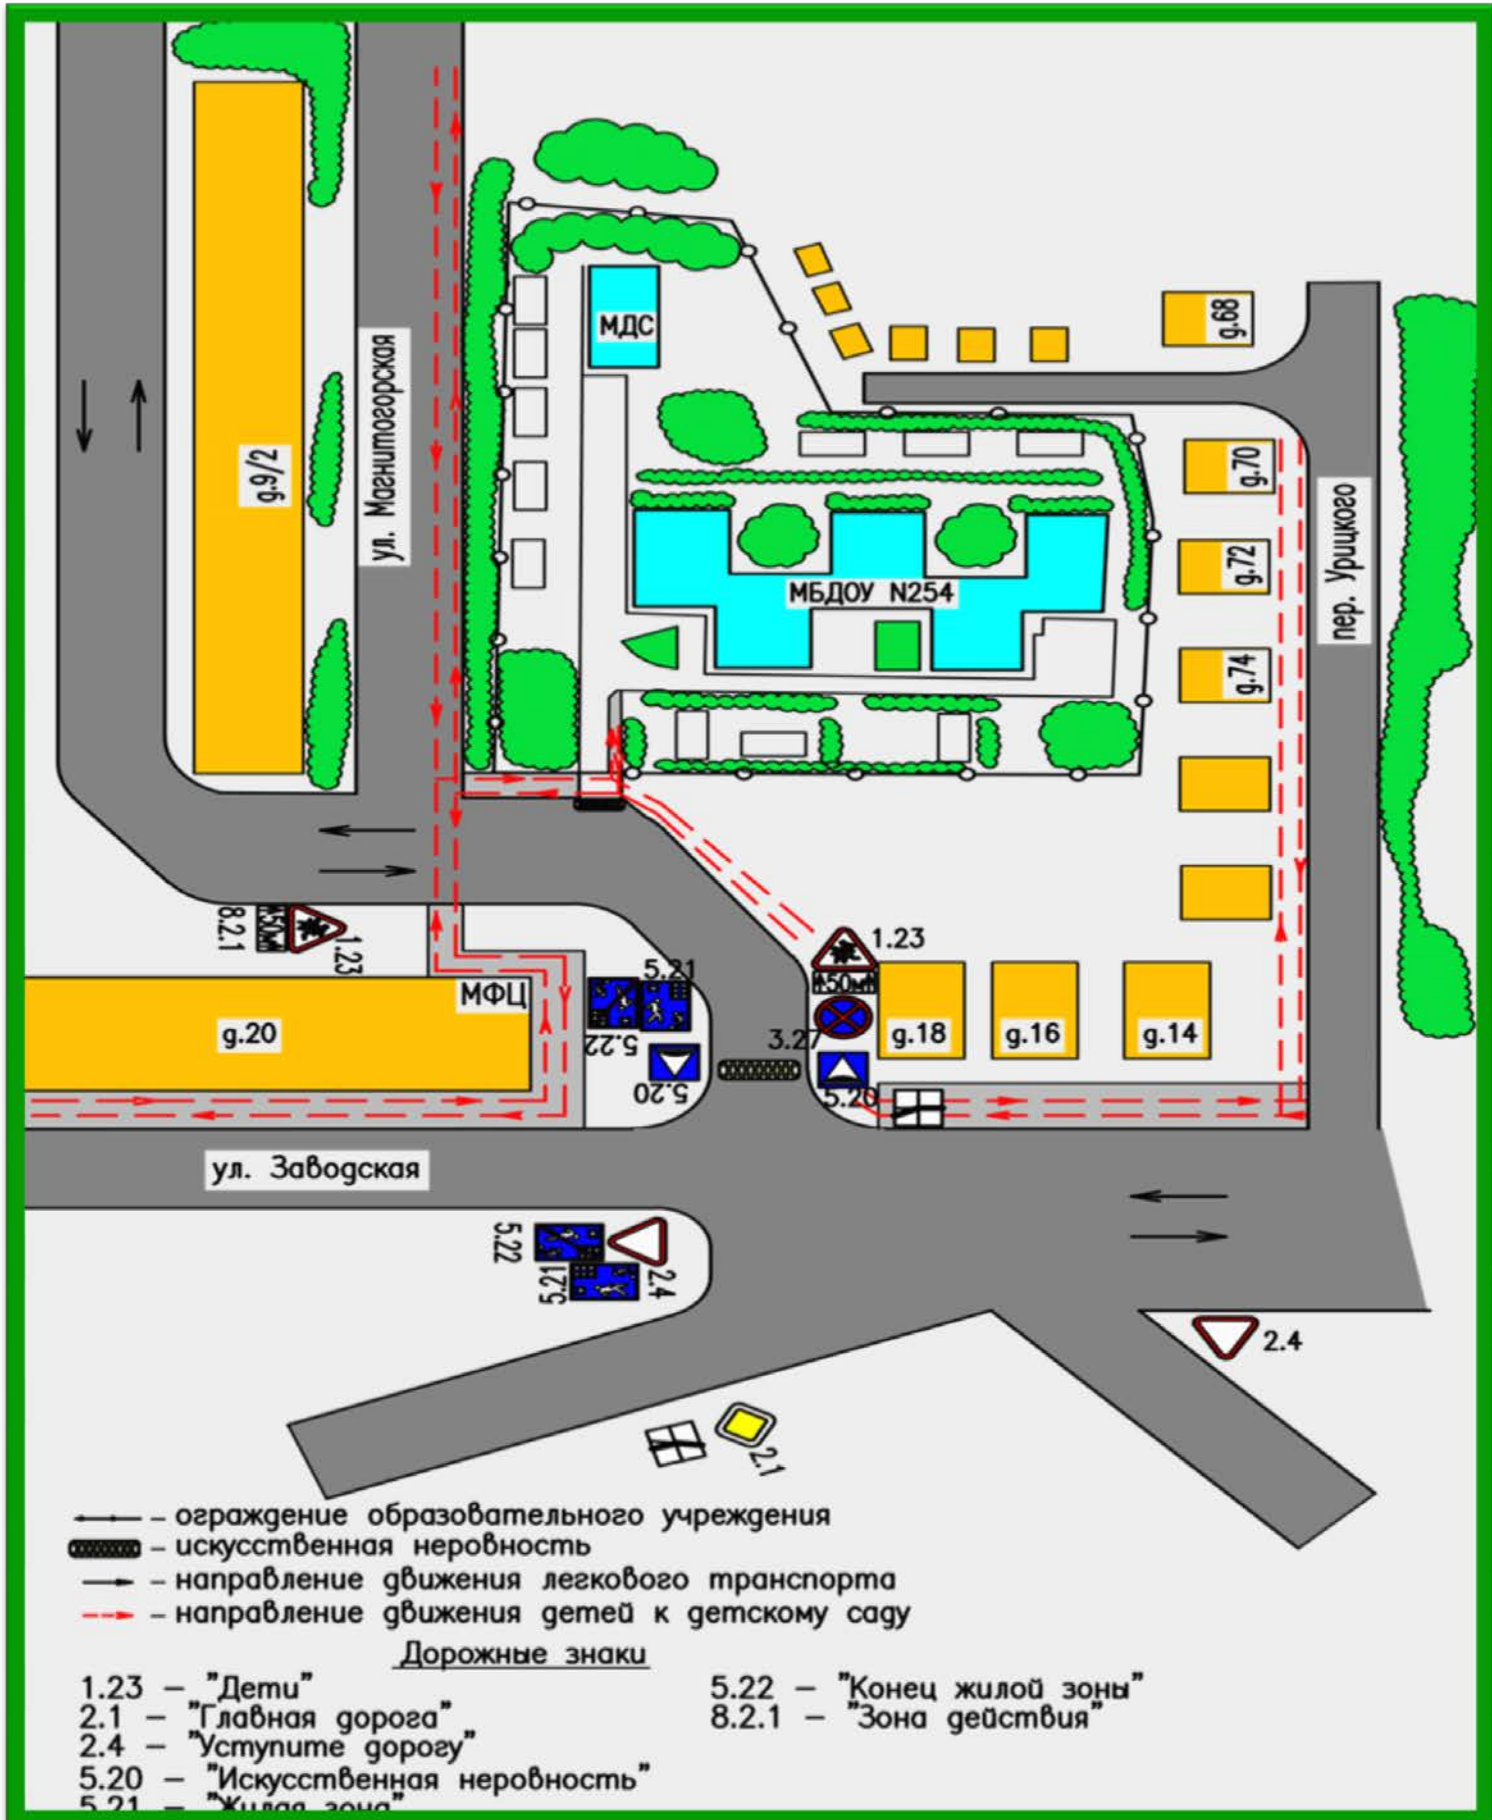 МДС
g.68
ул. Магнитогорская
g.9/2
g.70
g.72
пер. Урицкого
МБДОУ N254
g.74
8.2.1
50м
1.23
1.23
50м
МФЦ
5.21
5.22
g.20
3.27
g.18
g.16
g.14
5.20
5.20
ул. Заводская
5.22
5.21
2.4
2.4
2.1
– ограждение образовательного учреждения
– искусственная неровность
– направление движения легкового транспорта
– направление движения детей к детскому саду
Дорожные знаки
1.23 – "Дети"
2.1 – "Главная дорога"
2.4 – "Уступите дорогу"
5.20 – "Искусственная неровность"
5.21 – "Жилая зона"
5.22 – "Конец жилой зоны"
8.2.1 – "Зона действия"